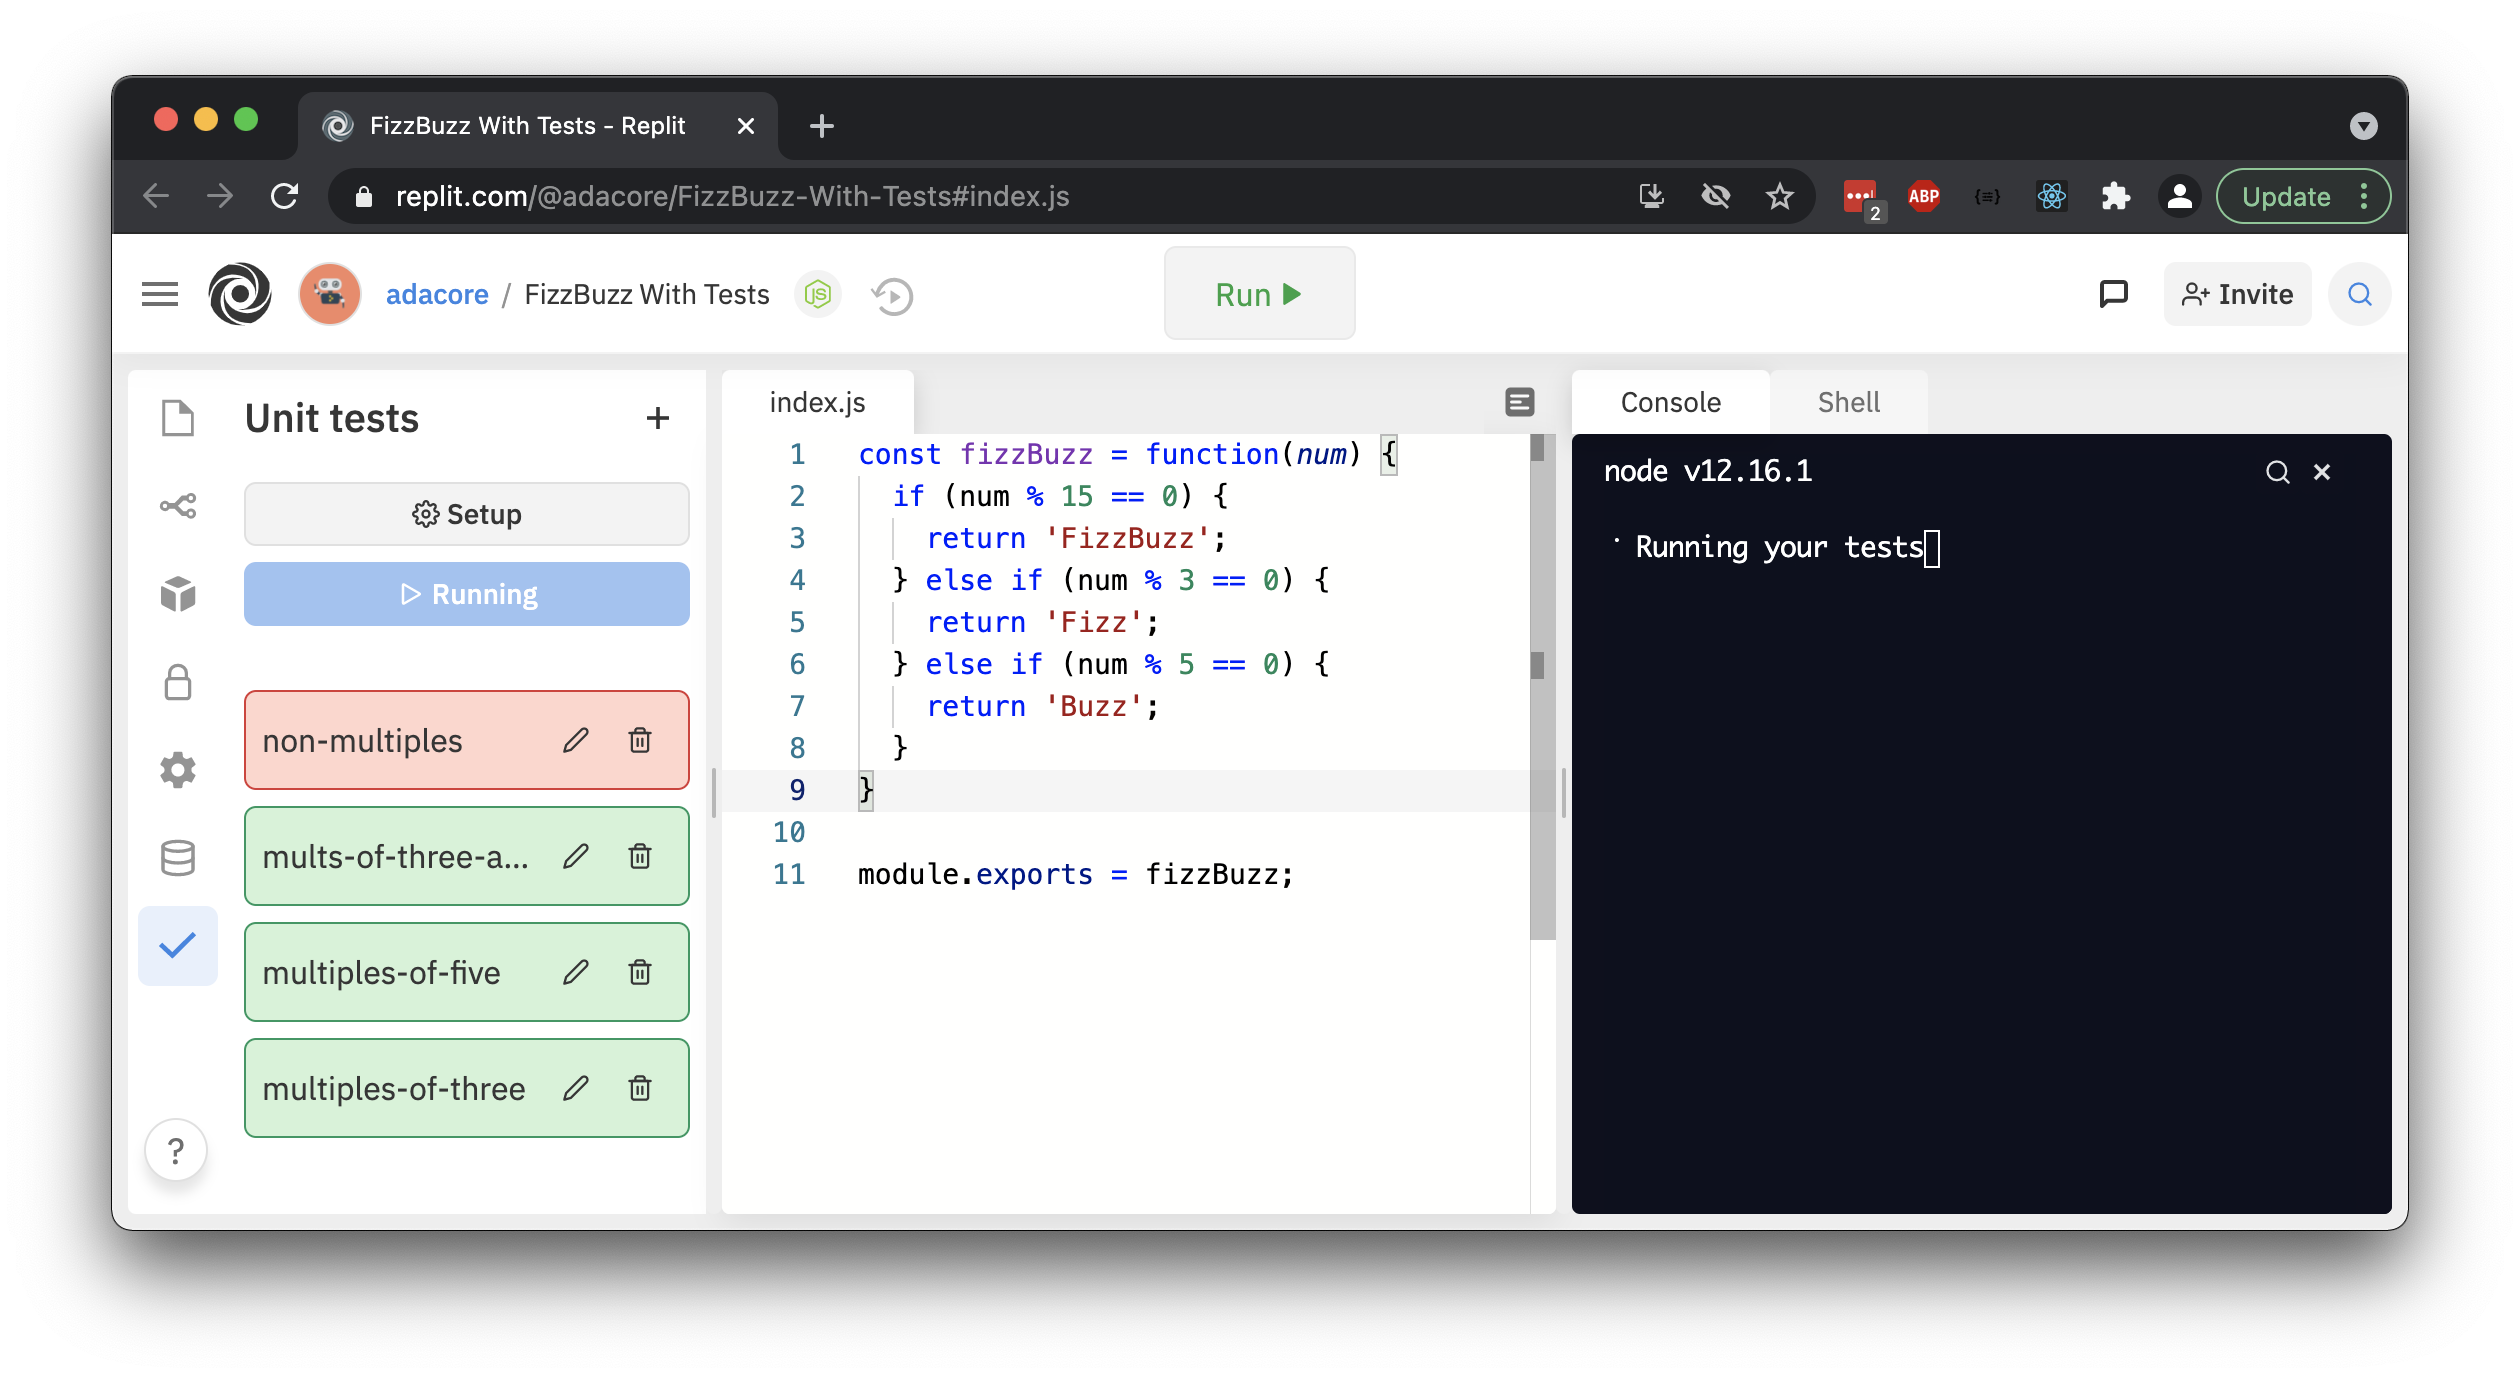 FizzBuzz With Tests - Replit
replit.com/@adacore/FizzBuzz-With-Tests#index.js
2
ABP
Update
adacore / FizzBuzz With Tests
JS
Run
Invite
Unit tests
+
Setup
Running
non-multiples
mults-of-three-a...
multiples-of-five
multiples-of-three
?
index.js
1 const fizzBuzz = function(num) {
2 if (num % 15 == 0) {
3 return 'FizzBuzz';
4 } else if (num % 3 == 0) {
5 return 'Fizz';
6 } else if (num % 5 == 0) {
7 return 'Buzz';
8 }
9 }
10
11 module.exports = fizzBuzz;
Console
Shell
node v12.16.1
Running your tests